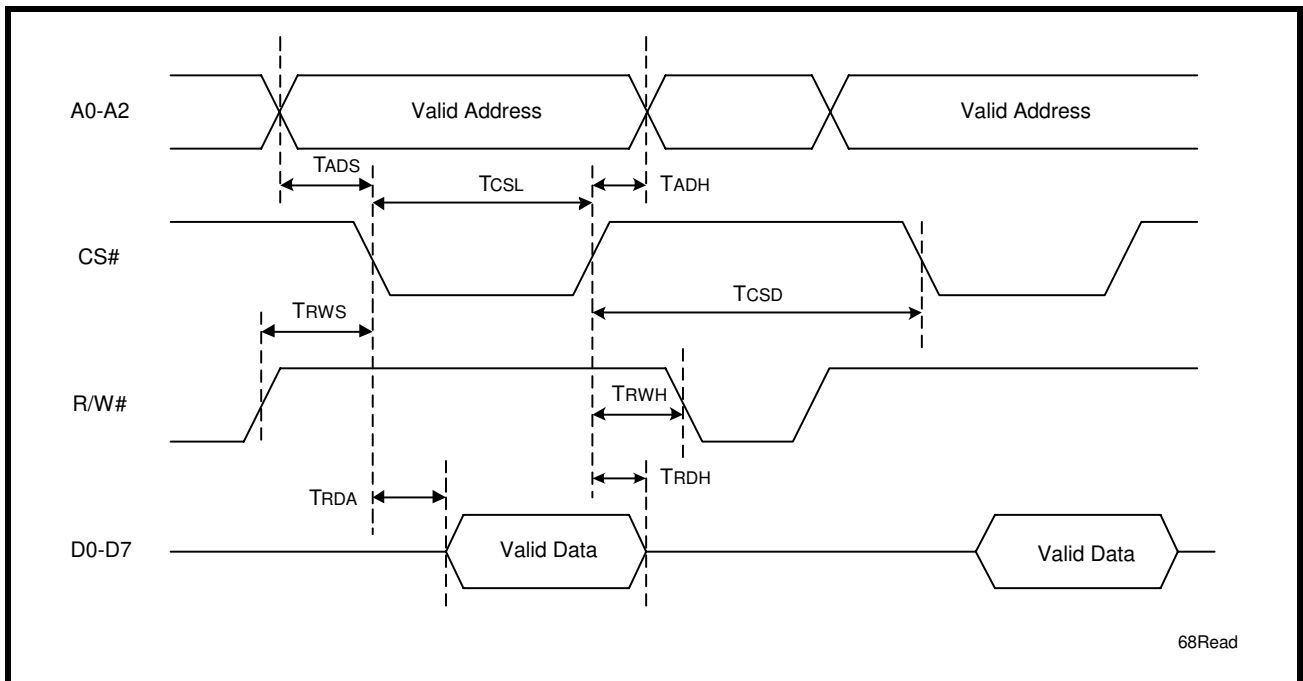 A0-A2
Valid Address
Valid Address
TADS
TCSL
TADH
CS#
TCSD
TRWS
R/W#
TRWH
TRDH
TRDA
D0-D7
Valid Data
Valid Data
68Read